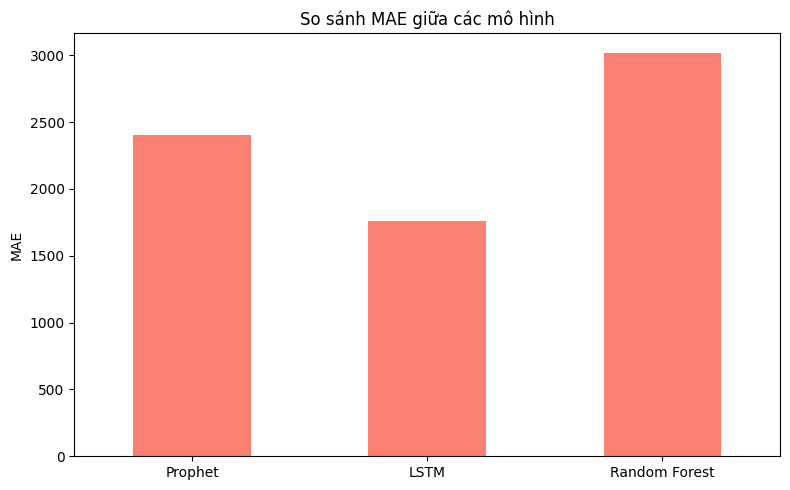 So sánh MAE giữa các mô hình
3000
2500
2000
1500
1000
500
0
MAE
Prophet
LSTM
Random Forest